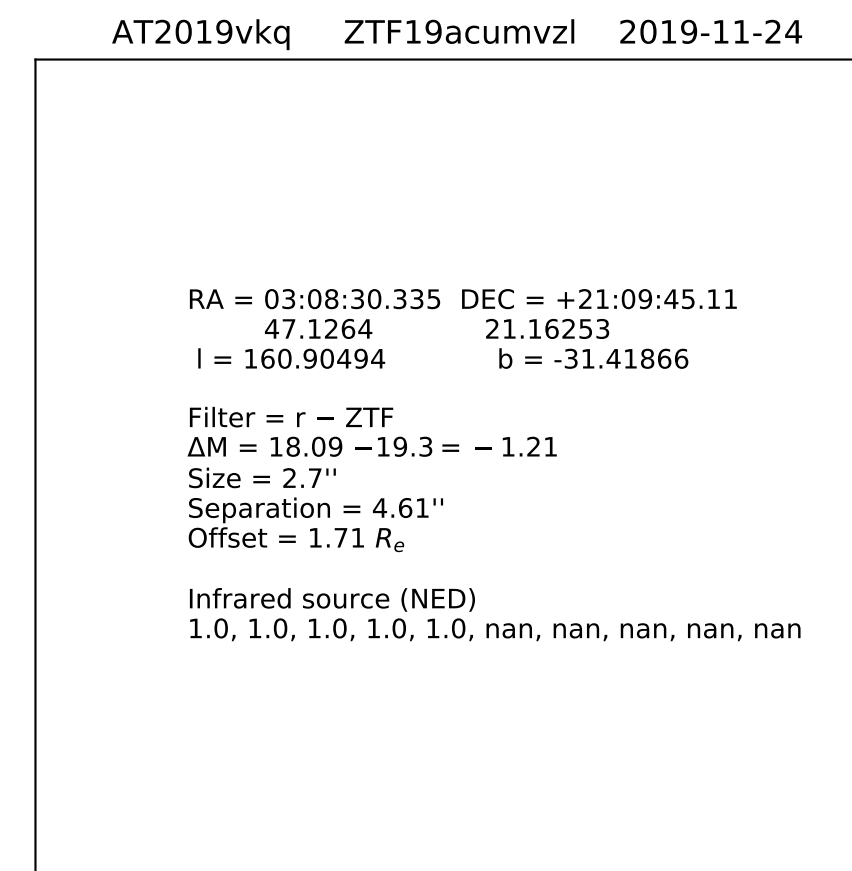 AT2019vkq ZTF19acumvzl 2019-11-24
RA = 03:08:30.335 DEC = +21:09:45.11
47.1264 21.16253
l = 160.90494 b = -31.41866
Filter = r − ZTF
ΔM = 18.09 −19.3 = −1.21
Size = 2.7''
Separation = 4.61''
Offset = 1.71 Re
Infrared source (NED)
1.0, 1.0, 1.0, 1.0, 1.0, nan, nan, nan, nan, nan